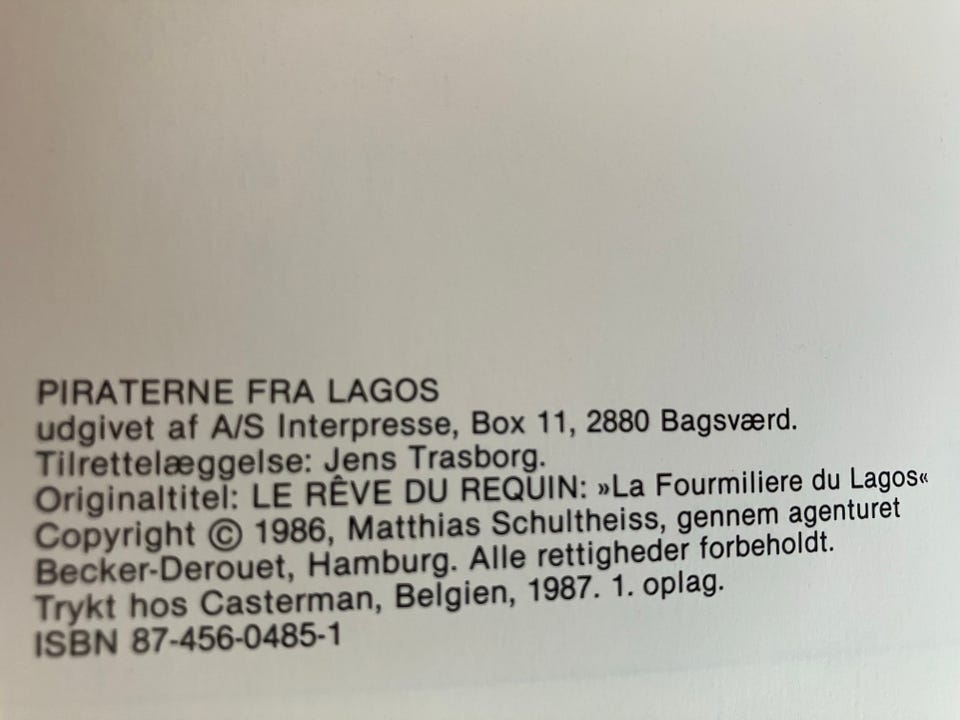 PIRATERNE FRA LAGOS
udgivet af A/S Interpresse, Box 11, 2880 Bagsværd.
Tilrettelæggelse: Jens Trasborg.
Originaltitel: LE RÊVE DU REQUIN: »La Fourmiliere du Lagos«
Copyright © 1986, Matthias Schultheiss, gennem agenturet
Becker-Derouet, Hamburg. Alle rettigheder forbeholdt.
Trykt hos Casterman, Belgien, 1987. 1. oplag.
ISBN 87-456-0485-1